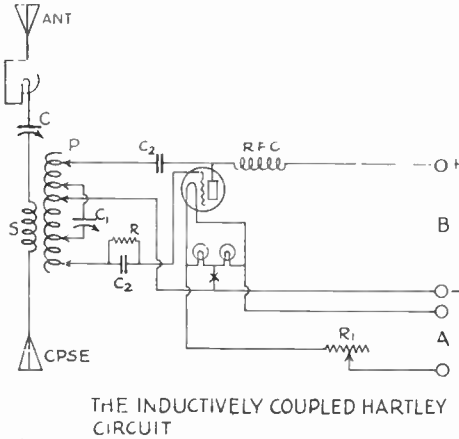 ANT
C
P
C2
RFC
+
S
C1
R
B
C2
-
A
R1
CPSE
THE INDUCTIVELY COUPLED HARTLEY
CIRCUIT